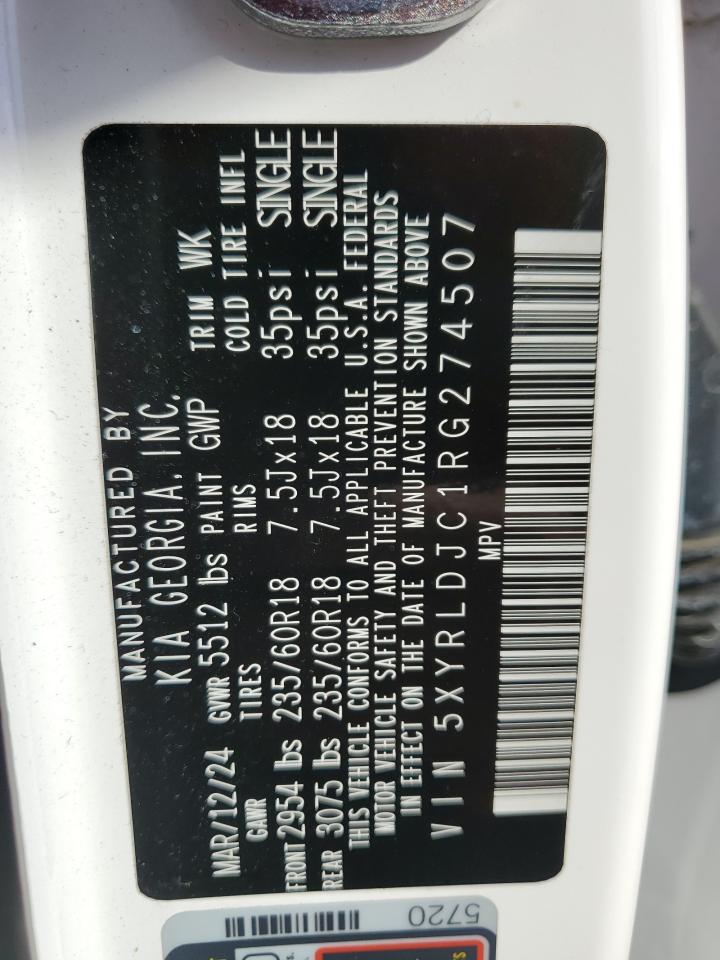 MANUFACTURED BY
KIA GEORGIA, INC.
MAR/12/24 GVWR 5512 lbs PAINT GWP TRIM WK
GAWR TIRES RIMS COLD TIRE INFL
FRONT 2954 lbs 235/60R18 7.5Jx18 35psi SINGLE
REAR 3075 lbs 235/60R18 7.5Jx18 35psi SINGLE
THIS VEHICLE CONFORMS TO ALL APPLICABLE U.S.A. FEDERAL
MOTOR VEHICLE SAFETY AND THEFT PREVENTION STANDARDS
IN EFFECT ON THE DATE OF MANUFACTURE SHOWN ABOVE
VIN 5XYRLDJC1RG274507
MPV
5720